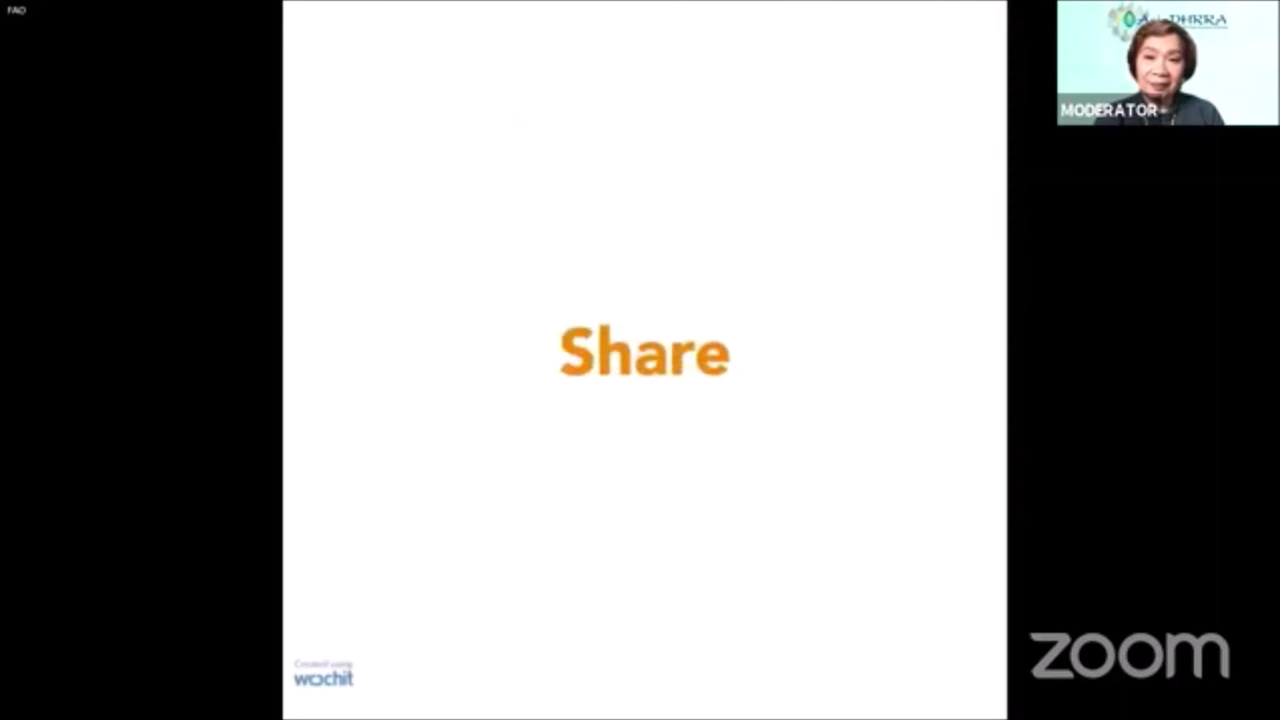 FAO
DHRRA
MODERATOR
Share
Created using
wochit
zoom